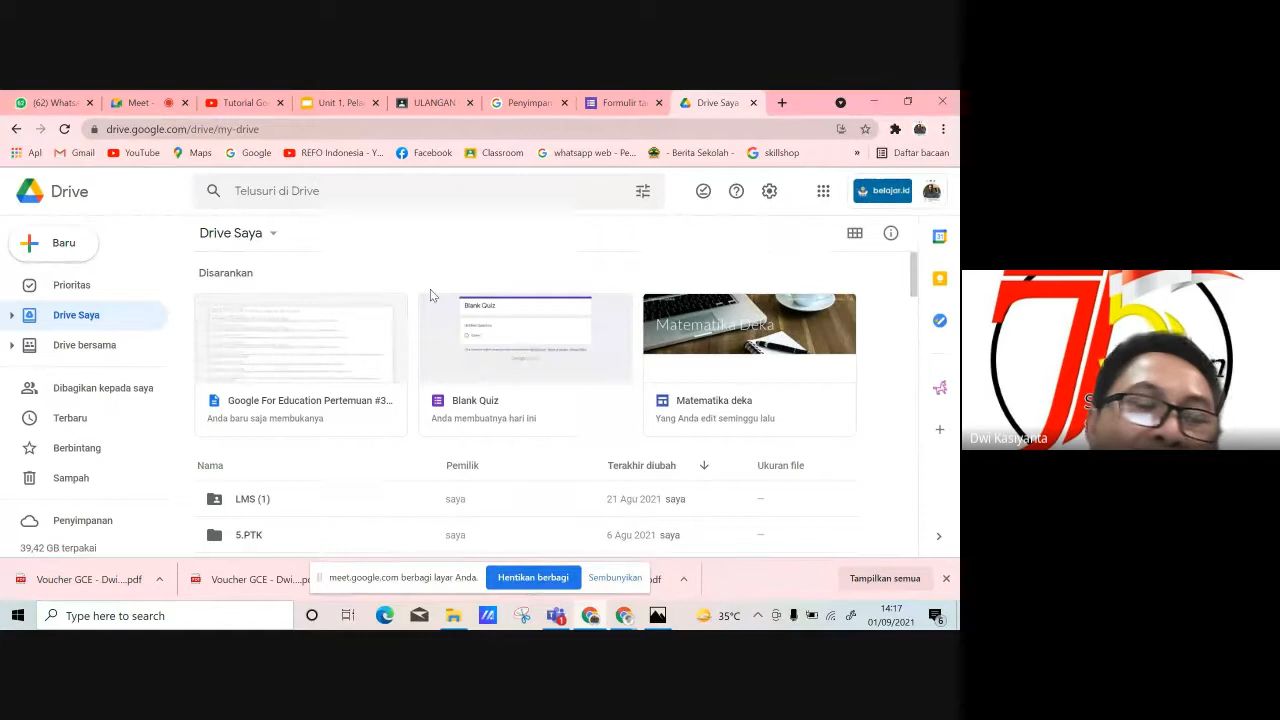 (62) Whats
Meet -
Tutorial Go
Unit 1, Pela
ULANGAN
Penyimpan
Formulir ta
Drive Saya
drive.google.com/drive/my-drive
Apl
Gmail
YouTube
Maps
Google
REFO Indonesia - Y...
Facebook
Classroom
whatsapp web - Pe...
- Berita Sekolah -
skillshop
»
Daftar bacaan
Drive
Telusuri di Drive
belajar.id
Baru
Drive Saya
Prioritas
Disarankan
Drive Saya
Drive bersama
Dibagikan kepada saya
Terbaru
Berbintang
Sampah
Penyimpanan
39,42 GB terpakai
Blank Quiz
Matematika Deka
Google For Education Pertemuan #3...
Anda baru saja membukanya
Blank Quiz
Anda membuatnya hari ini
Matematika deka
Yang Anda edit seminggu lalu
Nama Pemilik Terakhir diubah Ukuran file
LMS (1) saya 21 Agu 2021 saya —
5.PTK saya 6 Agu 2021 saya —
Dwi Kasiyanta
Voucher GCE - Dwi....pdf
Voucher GCE - Dwi....p
meet.google.com berbagi layar Anda.
Hentikan berbagi
Sembunyikan
df
Tampilkan semua
Type here to search
35°C
14:17
01/09/2021